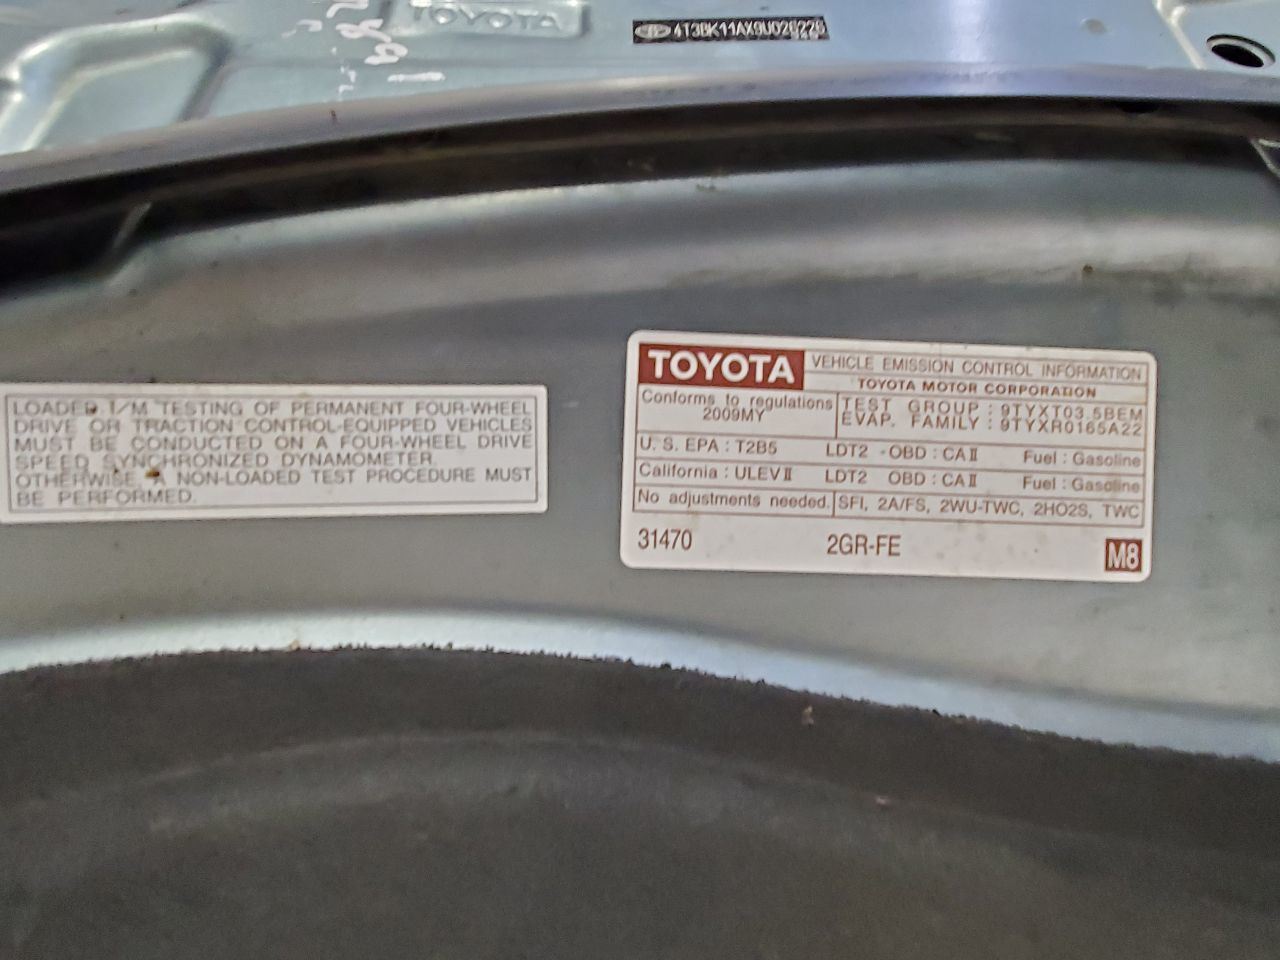 TOYOTA
4T3BK11AX9U020226
LOADED I/M TESTING OF PERMANENT FOUR-WHEEL
DRIVE OR TRACTION CONTROL-EQUIPPED VEHICLES
MUST BE CONDUCTED ON A FOUR-WHEEL DRIVE
SPEED SYNCHRONIZED DYNAMOMETER.
OTHERWISE, A NON-LOADED TEST PROCEDURE MUST
BE PERFORMED.
TOYOTA VEHICLE EMISSION CONTROL INFORMATION
TOYOTA MOTOR CORPORATION
Conforms to regulations
2009MY
TEST GROUP : 9TYXT03.5BEM
EVAP. FAMILY : 9TYXR0165A22
U. S. EPA : T2B5 LDT2 OBD : CAII Fuel : Gasoline
California : ULEVII LDT2 OBD : CAII Fuel : Gasoline
No adjustments needed. SFI, 2A/FS, 2WU-TWC, 2HO2S, TWC
31470 2GR-FE M8